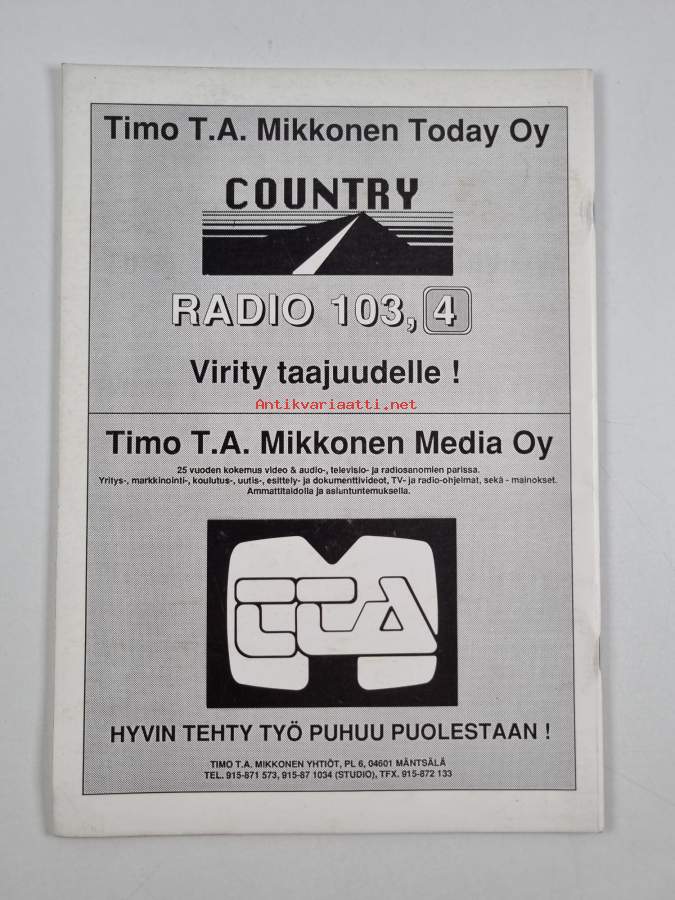 Timo T.A. Mikkonen Today Oy
COUNTRY
RADIO 103,4
Virity taajuudelle !
Antikvariaatti.net
Timo T.A. Mikkonen Media Oy
25 vuoden kokemus video & audio-, televisio- ja radiosanomien parissa.
Yritys-, markkinointi-, koulutus-, uutis-, esittely- ja dokumenttivideot, TV- ja radio-ohjelmat, sekä - mainokset.
Ammattitaidolla ja asiantuntemuksella.
TTA
HYVIN TEHTY TYÖ PUHUU PUOLESTAAN !
TIMO T.A. MIKKONEN YHTIÖT, PL 6, 04601 MÄNTSÄLÄ
TEL. 915-871 573, 915-87 1034 (STUDIO), TFX. 915-872 133